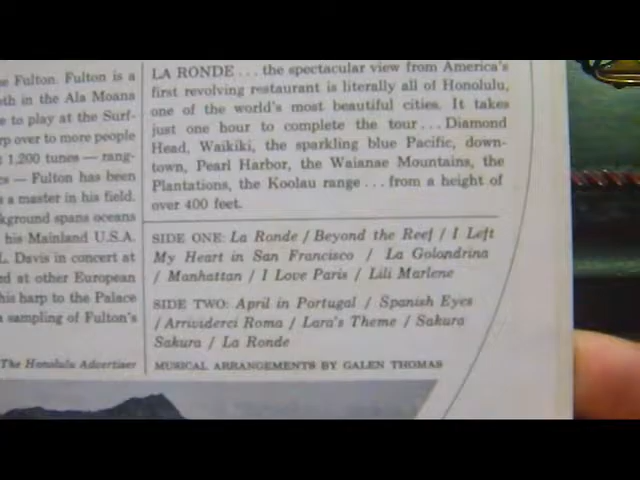 e Fulton. Fulton is a
oth in the Ala Moana
e to play at the Surf-
rp over to more people
1,200 tunes — rang-
s — Fulton has been
s a master in his field.
kground spans oceans
his Mainland U.S.A.
L. Davis in concert at
d at other European
his harp to the Palace
sampling of Fulton's
The Honolulu Advertiser
LA RONDE . . . the spectacular view from America's
first revolving restaurant is literally all of Honolulu,
one of the world's most beautiful cities. It takes
just one hour to complete the tour . . . Diamond
Head, Waikiki, the sparkling blue Pacific, down-
town, Pearl Harbor, the Waianae Mountains, the
Plantations, the Koolau range . . . from a height of
over 400 feet.
SIDE ONE: La Ronde / Beyond the Reef / I Left
My Heart in San Francisco / La Golondrina
/ Manhattan / I Love Paris / Lili Marlene
SIDE TWO: April in Portugal / Spanish Eyes
/ Arrividerci Roma / Lara's Theme / Sakura
Sakura / La Ronde
MUSICAL ARRANGEMENTS BY GALEN THOMAS